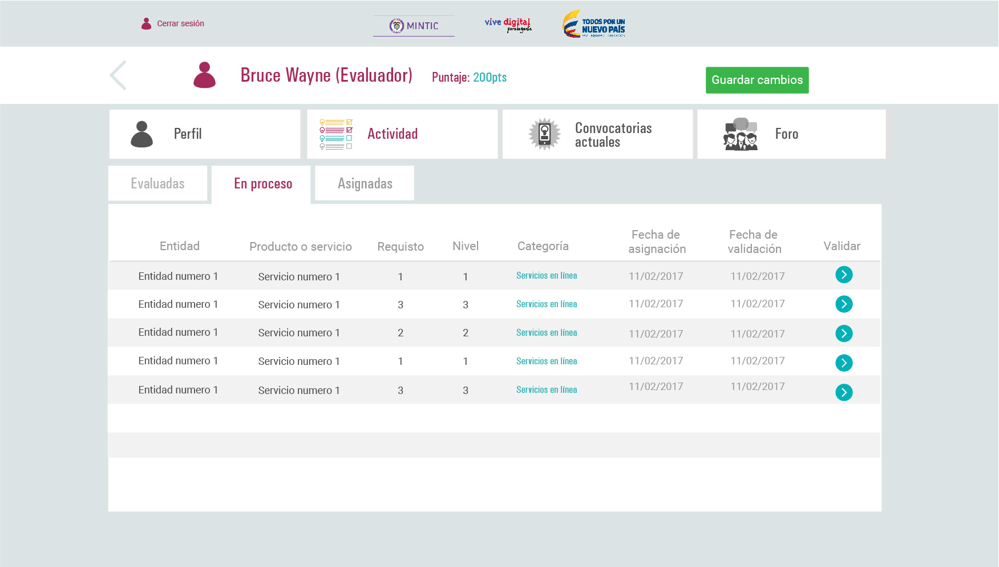 Cerrar sesión
MINTIC
vive digital
para la gente
TODOS POR UN
NUEVO PAÍS
PAZ EQUIDAD EDUCACIÓN
Bruce Wayne (Evaluador)
Puntaje: 200pts
Guardar cambios
Perfil
Actividad
Convocatorias
actuales
Foro
Evaluadas
En proceso
Asignadas
Entidad
Producto o servicio
Requisto
Nivel
Categoría
Fecha de
asignación
Fecha de
validación
Validar
Entidad numero 1 Servicio numero 1 1 1 Servicios en línea 11/02/2017 11/02/2017
Entidad numero 1 Servicio numero 1 3 3 Servicios en línea 11/02/2017 11/02/2017
Entidad numero 1 Servicio numero 1 2 2 Servicios en línea 11/02/2017 11/02/2017
Entidad numero 1 Servicio numero 1 1 1 Servicios en línea 11/02/2017 11/02/2017
Entidad numero 1 Servicio numero 1 3 3 Servicios en línea 11/02/2017 11/02/2017